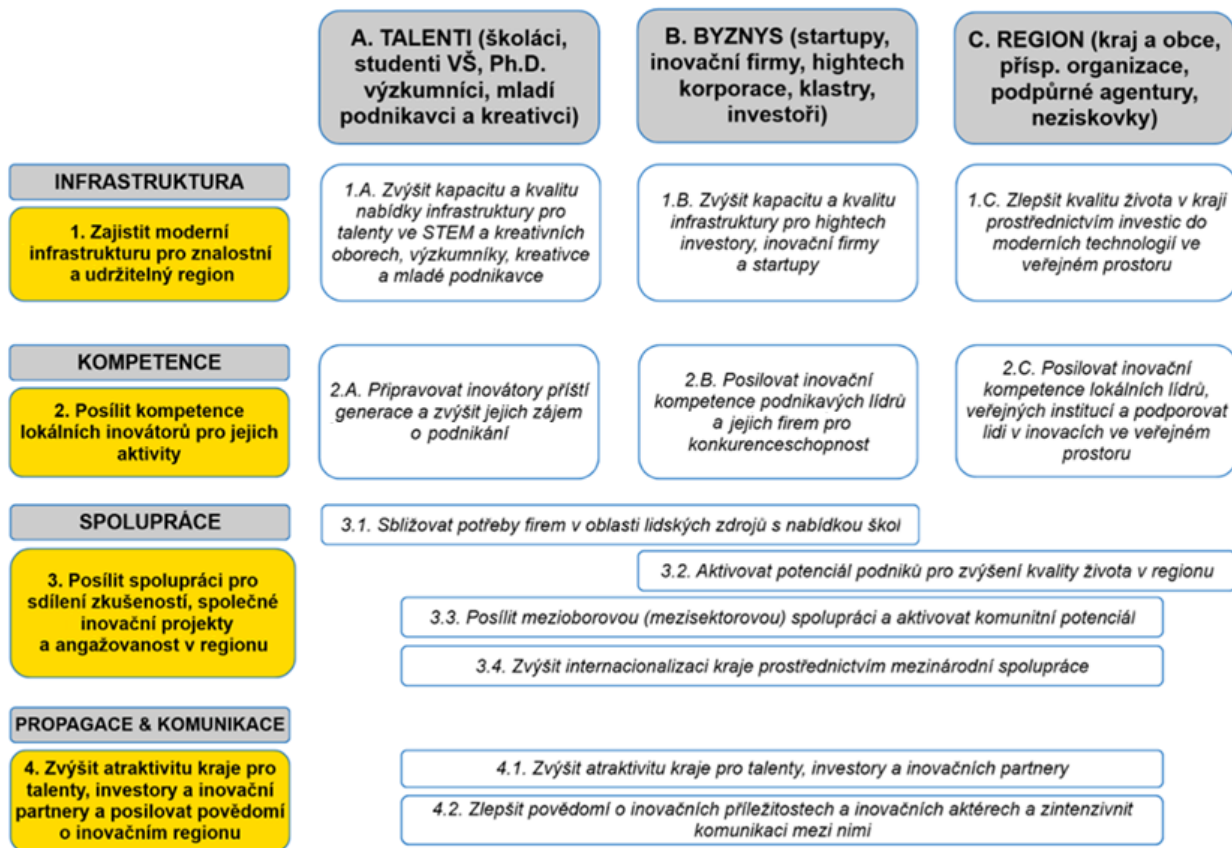 A. TALENTI (školáci,
studenti VŠ, Ph.D.
výzkumníci, mladí
podnikavci a kreativci)
B. BYZNYS (startupy,
inovační firmy, hightech
korporace, klastry,
investoři)
C. REGION (kraj a obce,
přísp. organizace,
podpůrné agentury,
neziskovky)
INFRASTRUKTURA
1. Zajistit moderní
infrastrukturu pro znalostní
a udržitelný region
1.A. Zvýšit kapacitu a kvalitu
nabídky infrastruktury pro
talenty ve STEM a kreativních
oborech, výzkumníky, kreativce
a mladé podnikavce
1.B. Zvýšit kapacitu a kvalitu
infrastruktury pro hightech
investory, inovační firmy
a startupy
1.C. Zlepšit kvalitu života v kraji
prostřednictvím investic do
moderních technologií ve
veřejném prostoru
KOMPETENCE
2. Posílit kompetence
lokálních inovátorů pro jejich
aktivity
2.A. Připravovat inovátory příští
generace a zvýšit jejich zájem
o podnikání
2.B. Posilovat inovační
kompetence podnikavých lídrů
a jejich firem pro
konkurenceschopnost
2.C. Posilovat inovační
kompetence lokálních lídrů,
veřejných institucí a podporovat
lidi v inovacích ve veřejném
prostoru
SPOLUPRÁCE
3. Posílit spolupráci pro
sdílení zkušeností, společné
inovační projekty
a angažovanost v regionu
3.1. Sbližovat potřeby firem v oblasti lidských zdrojů s nabídkou škol
3.2. Aktivovat potenciál podniků pro zvýšení kvality života v regionu
3.3. Posílit mezioborovou (mezisektorovou) spolupráci a aktivovat komunitní potenciál
3.4. Zvýšit internacionalizaci kraje prostřednictvím mezinárodní spolupráce
PROPAGACE & KOMUNIKACE
4. Zvýšit atraktivitu kraje pro
talenty, investory a inovační
partnery a posilovat povědomí
o inovačním regionu
4.1. Zvýšit atraktivitu kraje pro talenty, investory a inovačních partnery
4.2. Zlepšit povědomí o inovačních příležitostech a inovačních aktérech a zintenzivnit
komunikaci mezi nimi